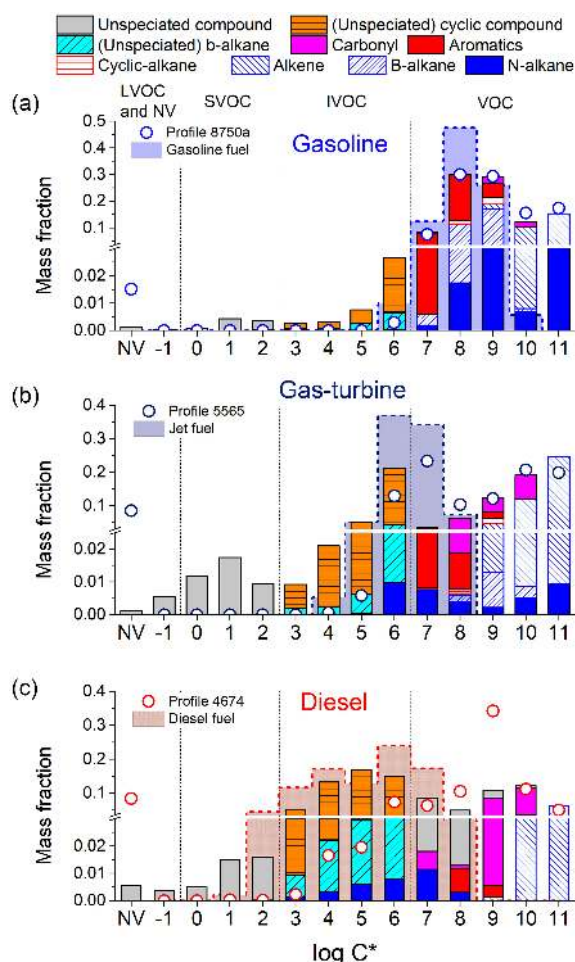 Unspeciated compound (Unspeciated) cyclic compound
(Unspeciated) b-alkane Carbonyl Aromatics
Cyclic-alkane Alkene B-alkane N-alkane
(a) LVOC and NV SVOC IVOC VOC
0.5
0.4
0.3
0.2
0.1
0.02
0.01
0.00
Mass fraction
Profile 8750a
Gasoline fuel
Gasoline
NV -1 0 1 2 3 4 5 6 7 8 9 10 11
(b) Gas-turbine
0.4
0.3
0.2
0.1
0.02
0.01
0.00
Mass fraction
Profile 5565
Jet fuel
NV -1 0 1 2 3 4 5 6 7 8 9 10 11
(c) Diesel
0.4
0.3
0.2
0.1
0.02
0.01
0.00
Mass fraction
Profile 4674
Diesel fuel
NV -1 0 1 2 3 4 5 6 7 8 9 10 11
log C*